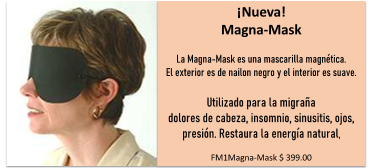 ¡Nueva!
Magna-Mask
La Magna-Mask es una mascarilla magnética.
El exterior es de nailon negro y el interior es suave.
Utilizado para la migraña
dolores de cabeza, insomnio, sinusitis, ojos,
presión. Restaura la energía natural,
FM1Magna-Mask $ 399.00